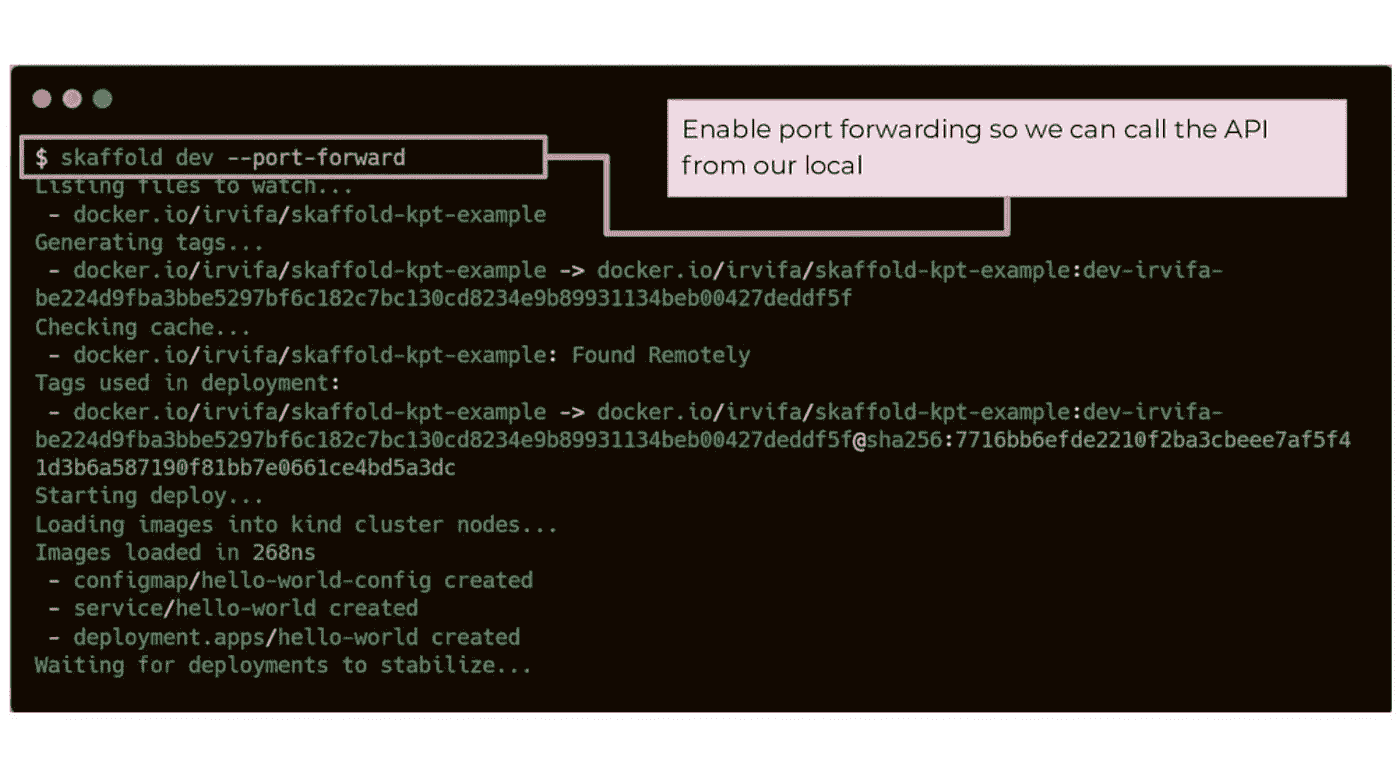 $ skaffold dev --port-forward
Enable port forwarding so we can call the API
from our local
Listing files to watch...
- docker.io/irvifa/skaffold-kpt-example
Generating tags...
- docker.io/irvifa/skaffold-kpt-example -> docker.io/irvifa/skaffold-kpt-example:dev-irvifa-
be224d9fba3bbe5297bf6c182c7bc130cd8234e9b89931134beb00427deddf5f
Checking cache...
- docker.io/irvifa/skaffold-kpt-example: Found Remotely
Tags used in deployment:
- docker.io/irvifa/skaffold-kpt-example -> docker.io/irvifa/skaffold-kpt-example:dev-irvifa-
be224d9fba3bbe5297bf6c182c7bc130cd8234e9b89931134beb00427deddf5f@sha256:7716bb6efde2210f2ba3cbeee7af5f4
1d3b6a587190f81bb7e0661ce4bd5a3dc
Starting deploy...
Loading images into kind cluster nodes...
Images loaded in 268ns
- configmap/hello-world-config created
- service/hello-world created
- deployment.apps/hello-world created
Waiting for deployments to stabilize...